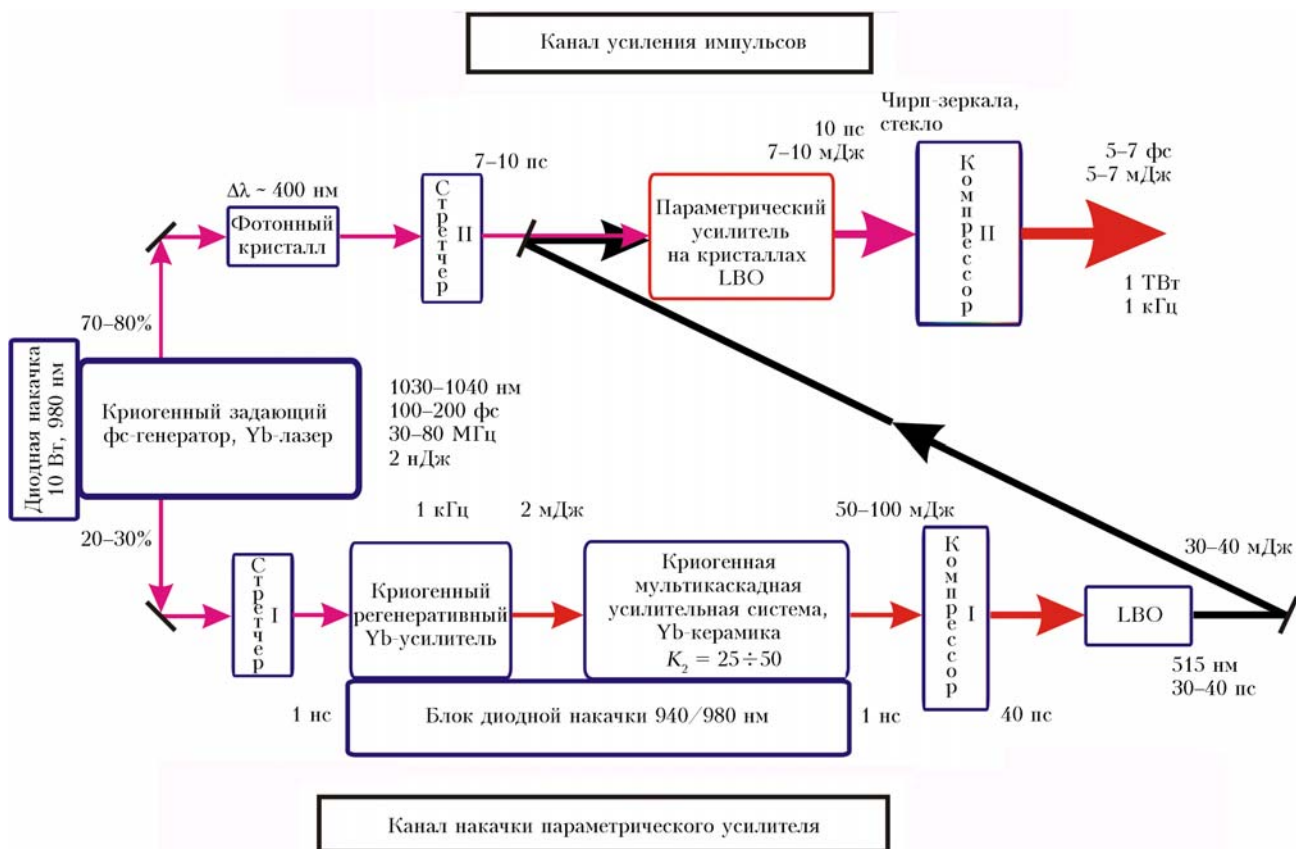 Канал усиления импульсов
Чирп-зеркала,
стекло
10 пс
7–10 мДж
7–10 пс
Δλ ~ 400 нм
Фотонный
кристалл
Стретчер
II
Параметрический
усилитель
на кристаллах
LBO
Компрессор
II
5–7 фс
5–7 мДж
1 ТВт
1 кГц
70–80%
Диодная накачка
10 Вт, 980 нм
Криогенный задающий
фс-генератор, Yb-лазер
1030–1040 нм
100–200 фс
30–80 МГц
2 нДж
20–30%
1 кГц
2 мДж
50–100 мДж
30–40 мДж
Стретчер
I
Криогенный
регенеративный
Yb-усилитель
Криогенная
мультикаскадная
усилительная система,
Yb-керамика
K₂ = 25÷50
Компрессор
I
LBO
515 нм
30–40 пс
1 нс
Блок диодной накачки 940/980 нм
1 нс
40 пс
Канал накачки параметрического усилителя